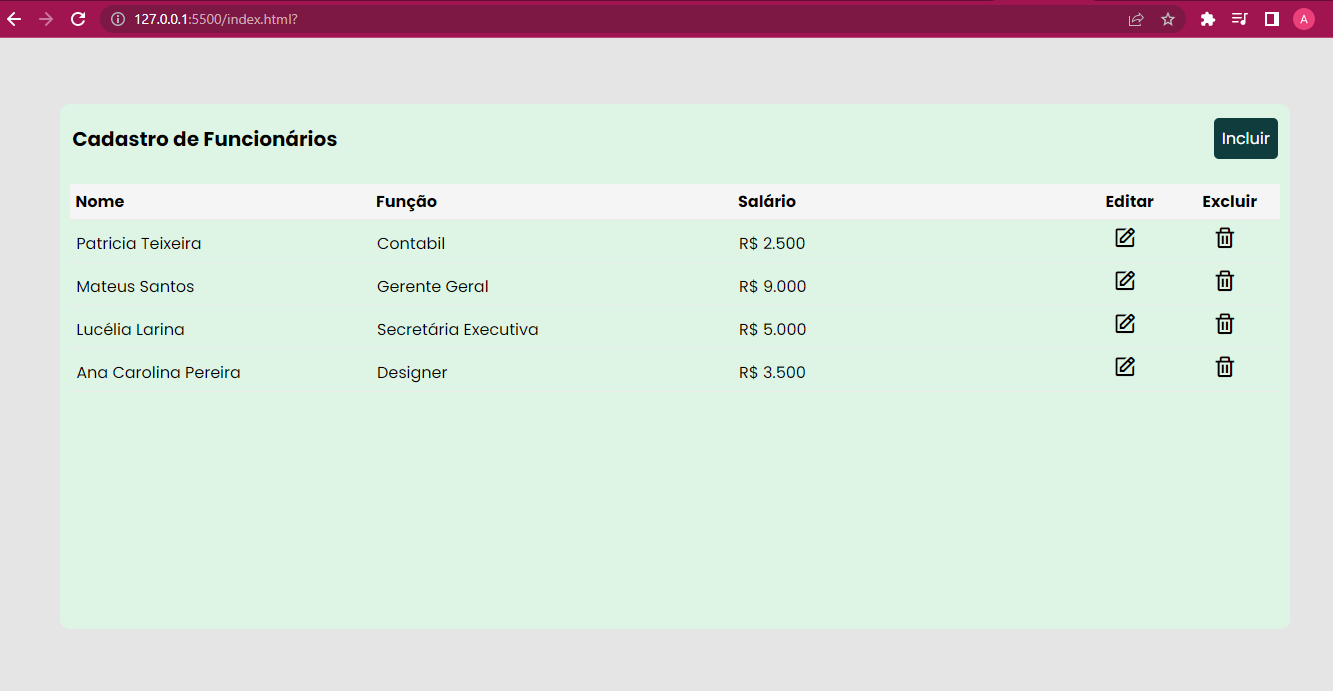 127.0.0.1:5500/index.html?
A
Cadastro de Funcionários
Incluir
Nome Função Salário Editar Excluir
Patricia Teixeira Contabil R$ 2.500
Mateus Santos Gerente Geral R$ 9.000
Lucélia Larina Secretária Executiva R$ 5.000
Ana Carolina Pereira Designer R$ 3.500